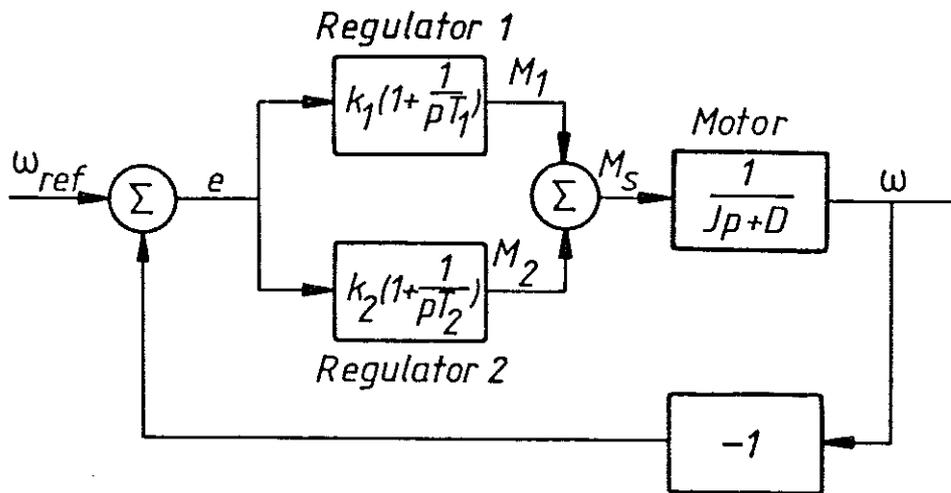 Regulator 1
k₁(1+ 1/pT₁)
M₁
Motor
ω_ref
Σ
e
Σ
M_s
1/(Jp+D)
ω
k₂(1+ 1/pT₂)
M₂
Regulator 2
-1